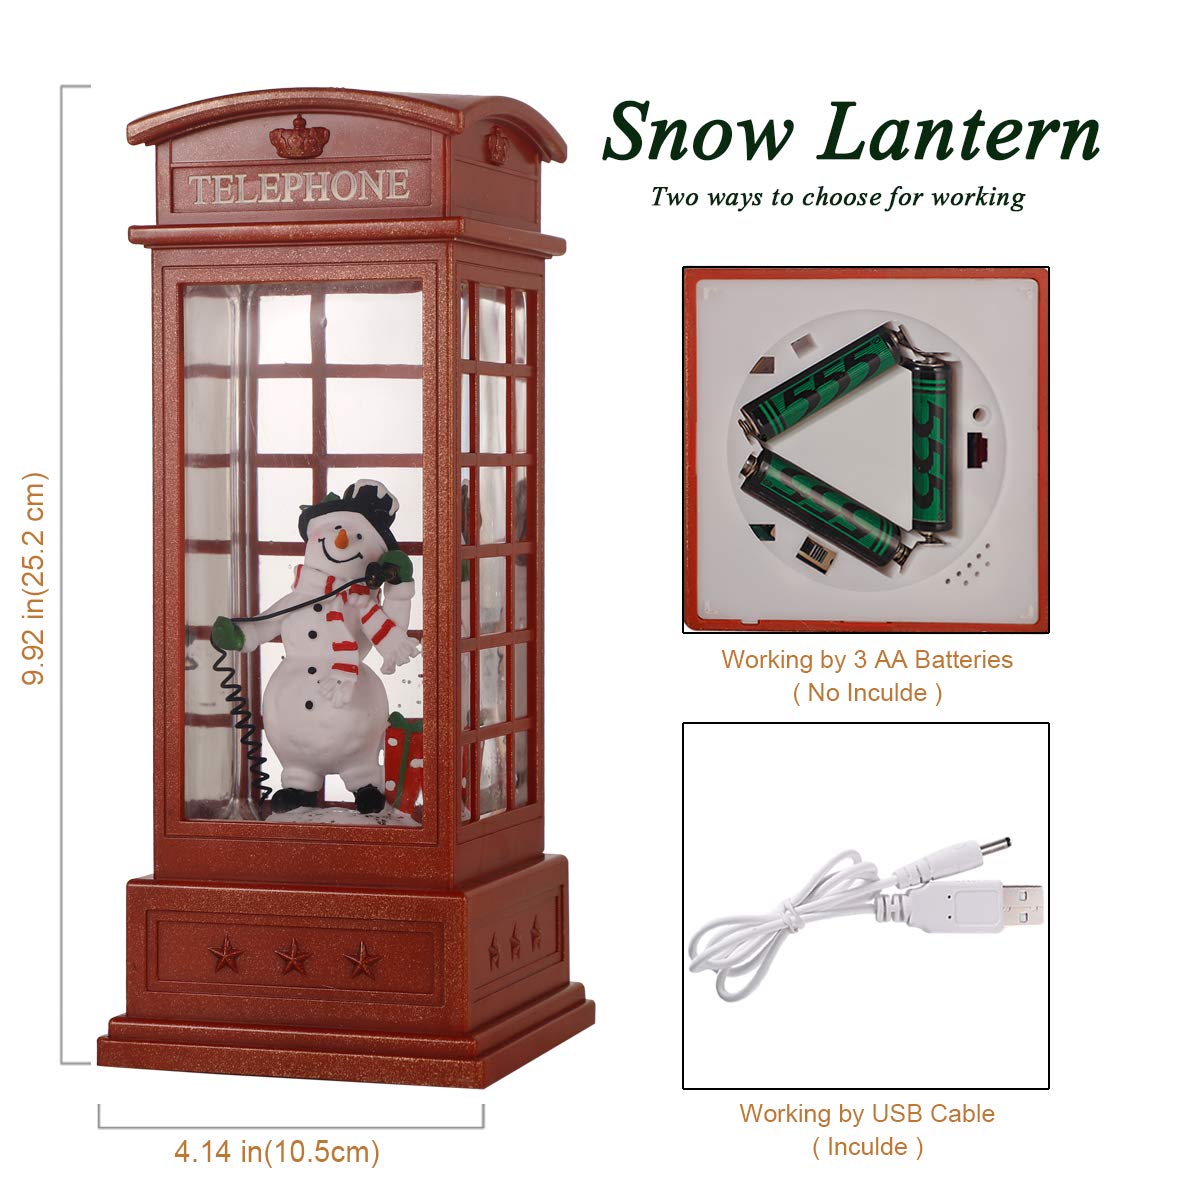 Snow Lantern
Two ways to choose for working
TELEPHONE
9.92 in(25.2 cm)
4.14 in(10.5cm)
555
555
555
Working by 3 AA Batteries
( No Inculde )
Working by USB Cable
( Inculde )